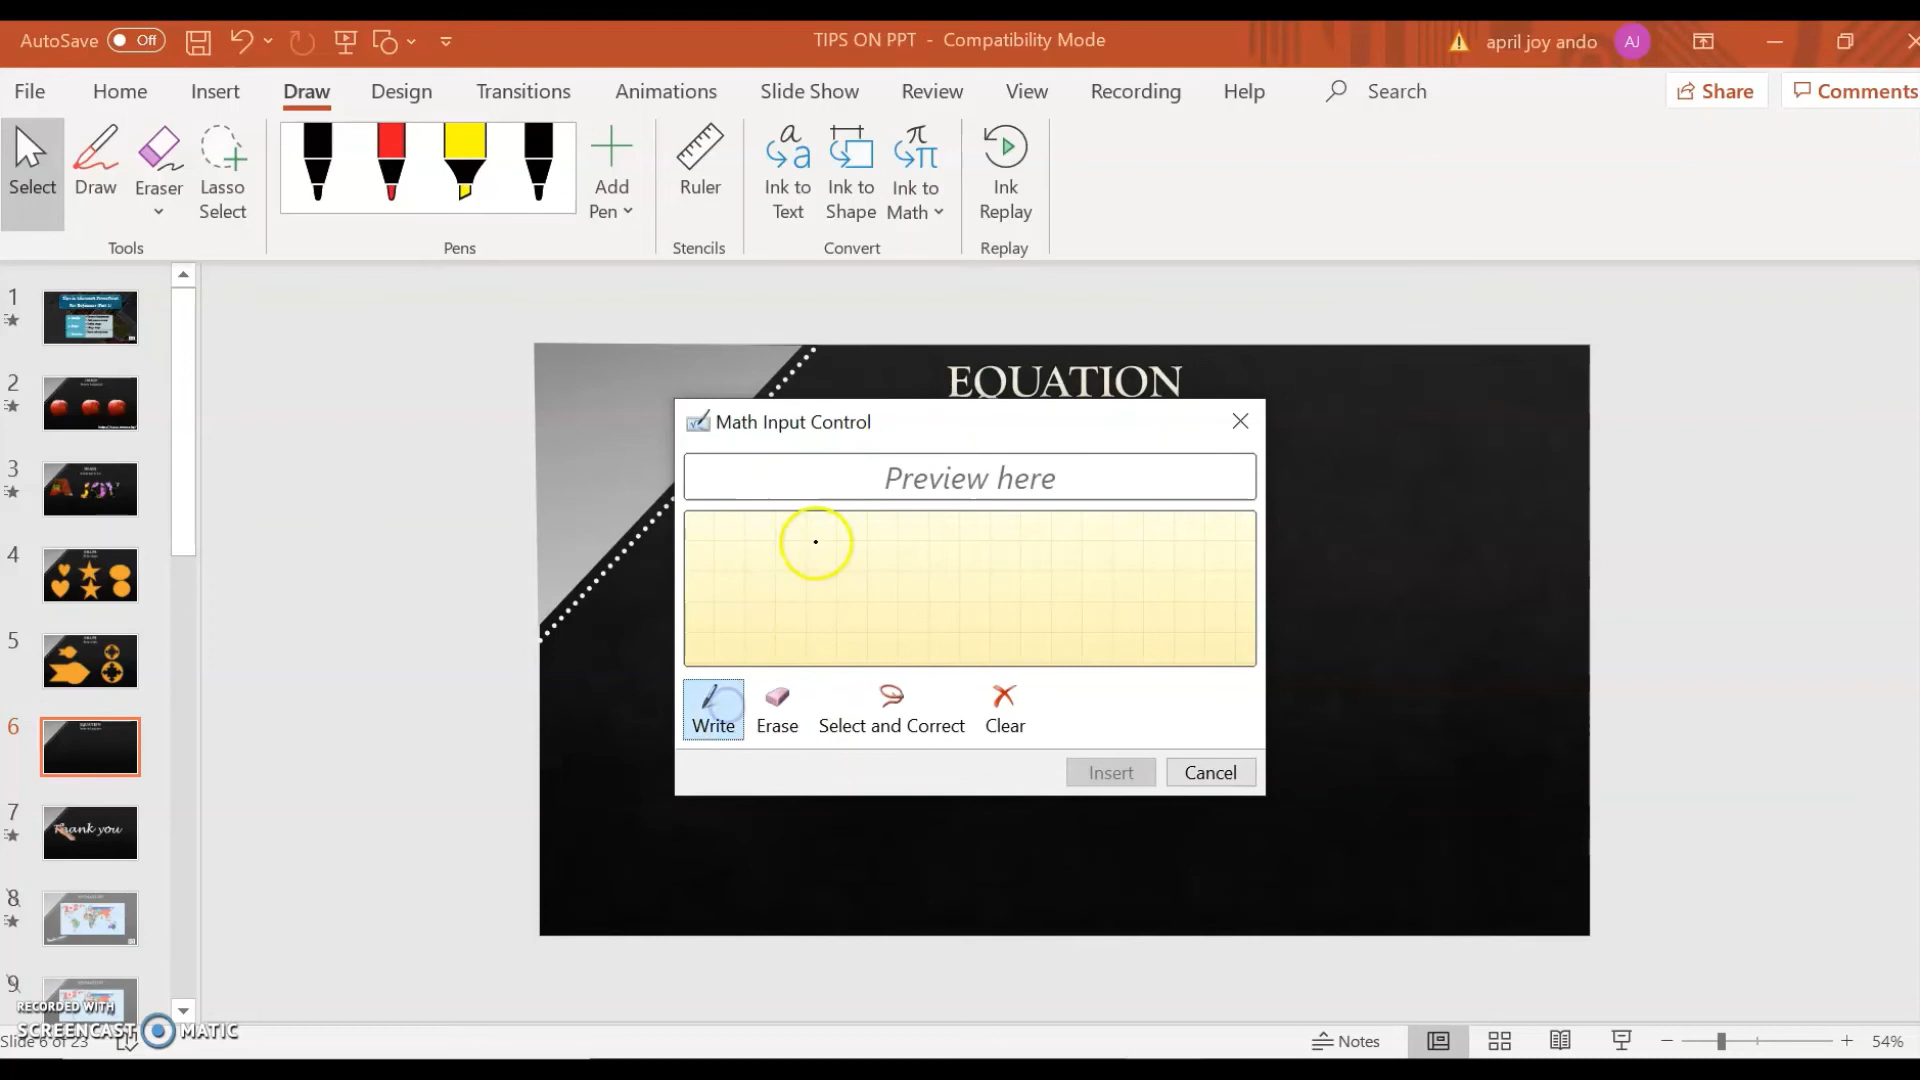 AutoSave Off
TIPS ON PPT - Compatibility Mode
april joy ando AJ
File Home Insert Draw Design Transitions Animations Slide Show Review View Recording Help Search Share Comments
Select Draw Eraser Lasso Select
Add Pen
Ruler
Ink to Text
Ink to Shape
Ink to Math
Ink Replay
Tools Pens Stencils Convert Replay
1
2
3
4
5
6
7
Thank you
8
9
EQUATION
Math Input Control
Preview here
Write Erase Select and Correct Clear
Insert Cancel
RECORDED WITH
SCREENCAST MATIC
Slide 6 of 23
Notes
54%